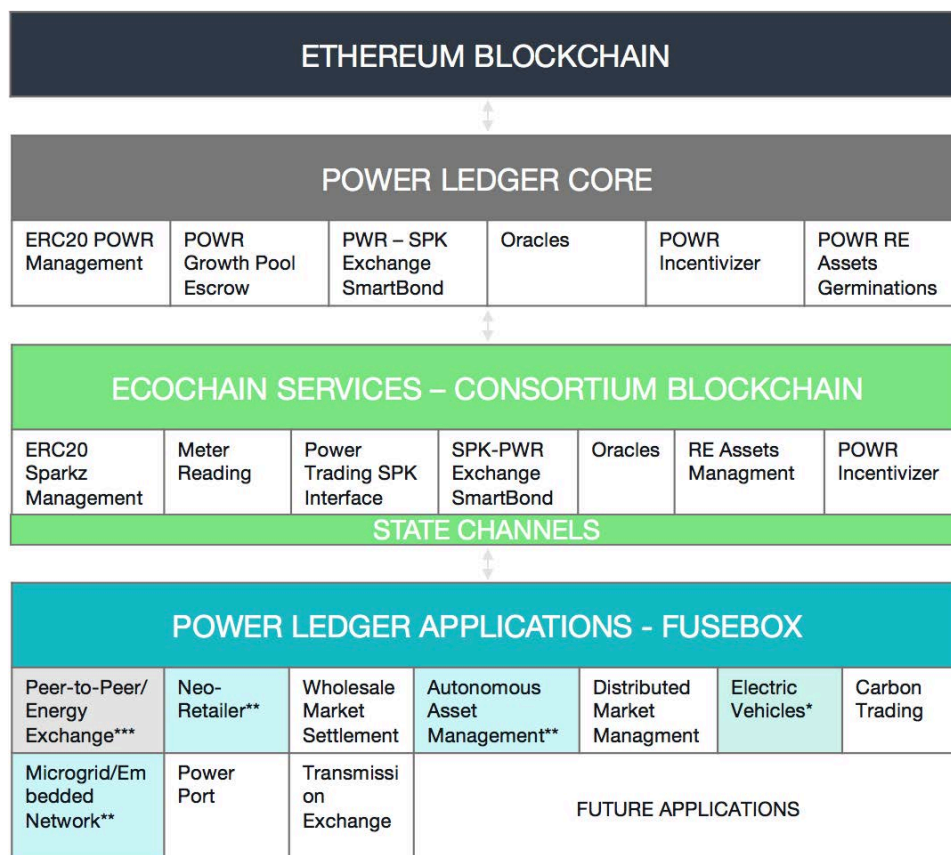 ETHEREUM BLOCKCHAIN
POWER LEDGER CORE
ERC20 POWR
Management
POWR
Growth Pool
Escrow
PWR – SPK
Exchange
SmartBond
Oracles
POWR
Incentivizer
POWR RE
Assets
Germinations
ECOCHAIN SERVICES – CONSORTIUM BLOCKCHAIN
ERC20
Sparkz
Management
Meter
Reading
Power
Trading SPK
Interface
SPK-PWR
Exchange
SmartBond
Oracles
RE Assets
Managment
POWR
Incentivizer
STATE CHANNELS
POWER LEDGER APPLICATIONS - FUSEBOX
Peer-to-Peer/
Energy
Exchange***
Neo-
Retailer**
Wholesale
Market
Settlement
Autonomous
Asset
Management**
Distributed
Market
Managment
Electric
Vehicles*
Carbon
Trading
Microgrid/Em
bedded
Network**
Power
Port
Transmissi
on
Exchange
FUTURE APPLICATIONS